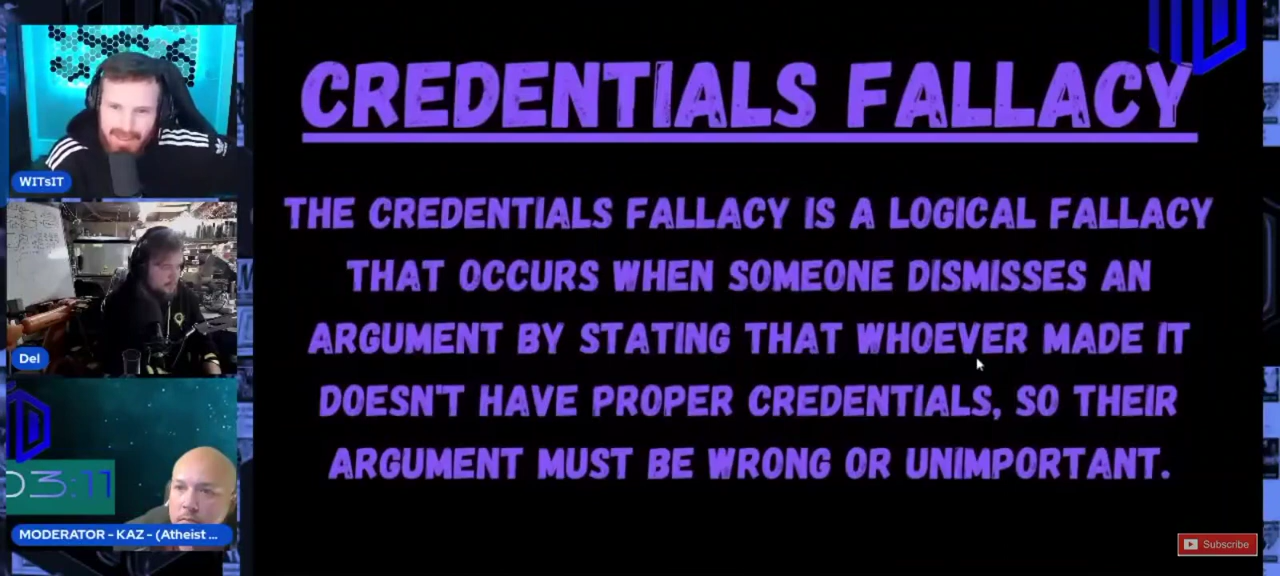 CREDENTIALS FALLACY
THE CREDENTIALS FALLACY IS A LOGICAL FALLACY
THAT OCCURS WHEN SOMEONE DISMISSES AN
ARGUMENT BY STATING THAT WHOEVER MADE IT
DOESN'T HAVE PROPER CREDENTIALS, SO THEIR
ARGUMENT MUST BE WRONG OR UNIMPORTANT.
WITsIT
Del
03:11
MODERATOR - KAZ - (Atheist ...
Subscribe